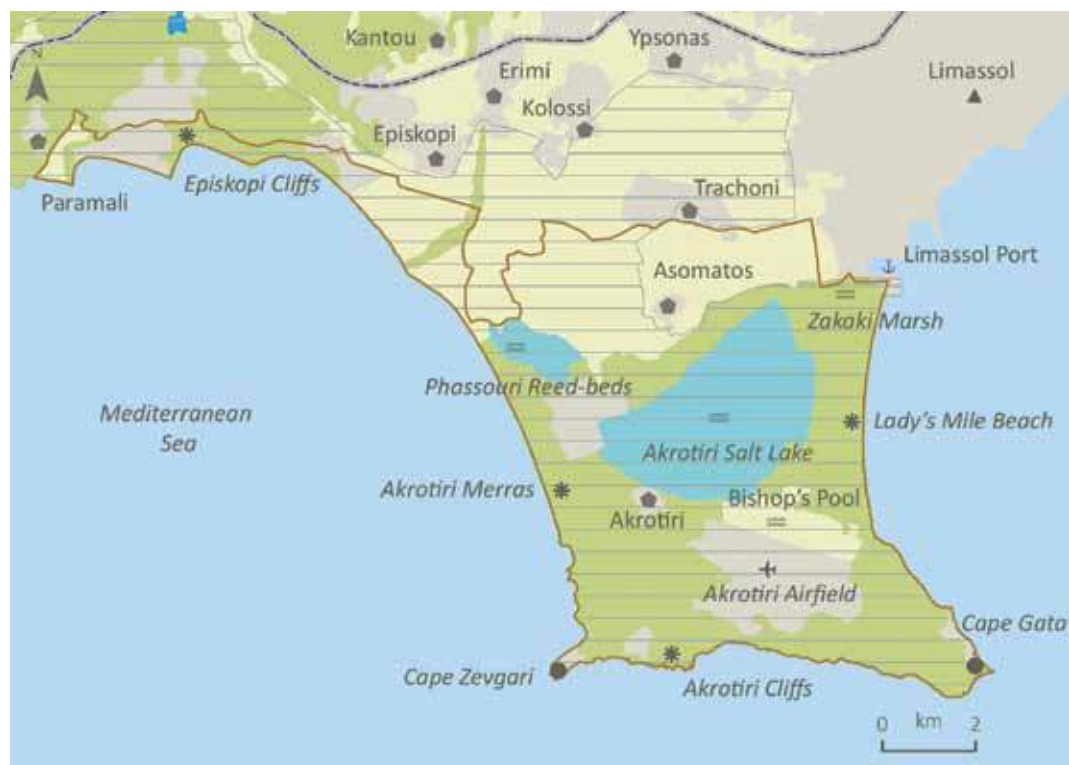 Kantou
Ypsonas
N
Erimi
Limassol
Kolossi
Episkopi
Episkopi Cliffs
Trachoni
Paramali
Limassol Port
Asomatos
Zakaki Marsh
Phassouri Reed-beds
Mediterranean
Sea
Lady's Mile Beach
Akrotiri Salt Lake
Akrotiri Merras
Bishop's Pool
Akrotiri
Akrotiri Airfield
Cape Gata
Cape Zevgari
Akrotiri Cliffs
0 km 2